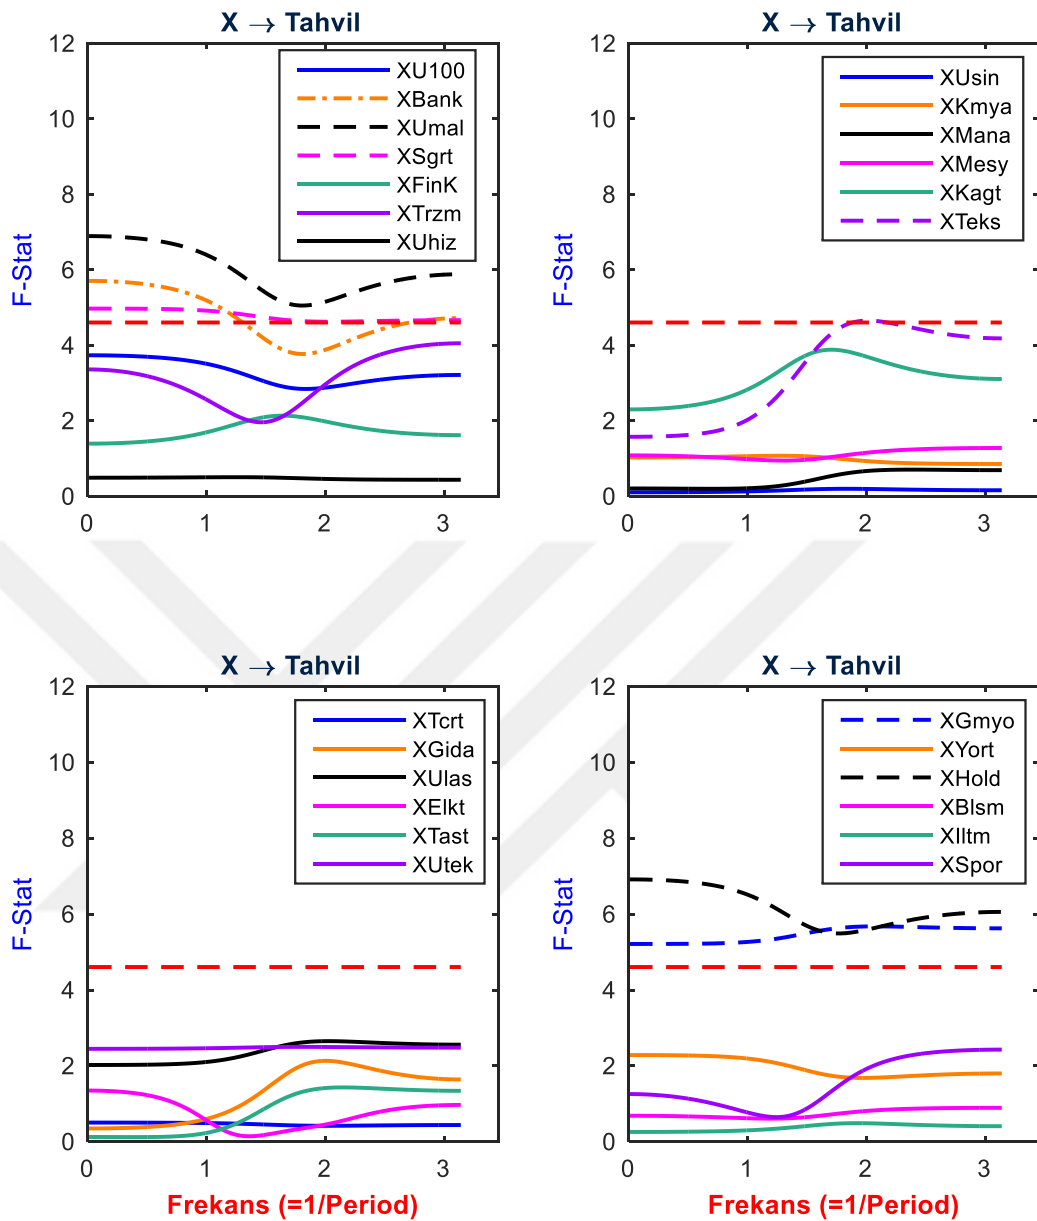 X → Tahvil
12
10
8
6
4
2
0
0 1 2 3
F-Stat
XU100
XBank
XUmal
XSgrt
XFinK
XTrzm
XUhiz
X → Tahvil
12
10
8
6
4
2
0
0 1 2 3
F-Stat
XUsin
XKmya
XMana
XMesy
XKagt
XTeks
X → Tahvil
12
10
8
6
4
2
0
0 1 2 3
F-Stat
Frekans (=1/Period)
XTcrt
XGida
XUlas
XElkt
XTast
XUtek
X → Tahvil
12
10
8
6
4
2
0
0 1 2 3
F-Stat
Frekans (=1/Period)
XGmyo
XYort
XHold
XBlsm
XIltm
XSpor